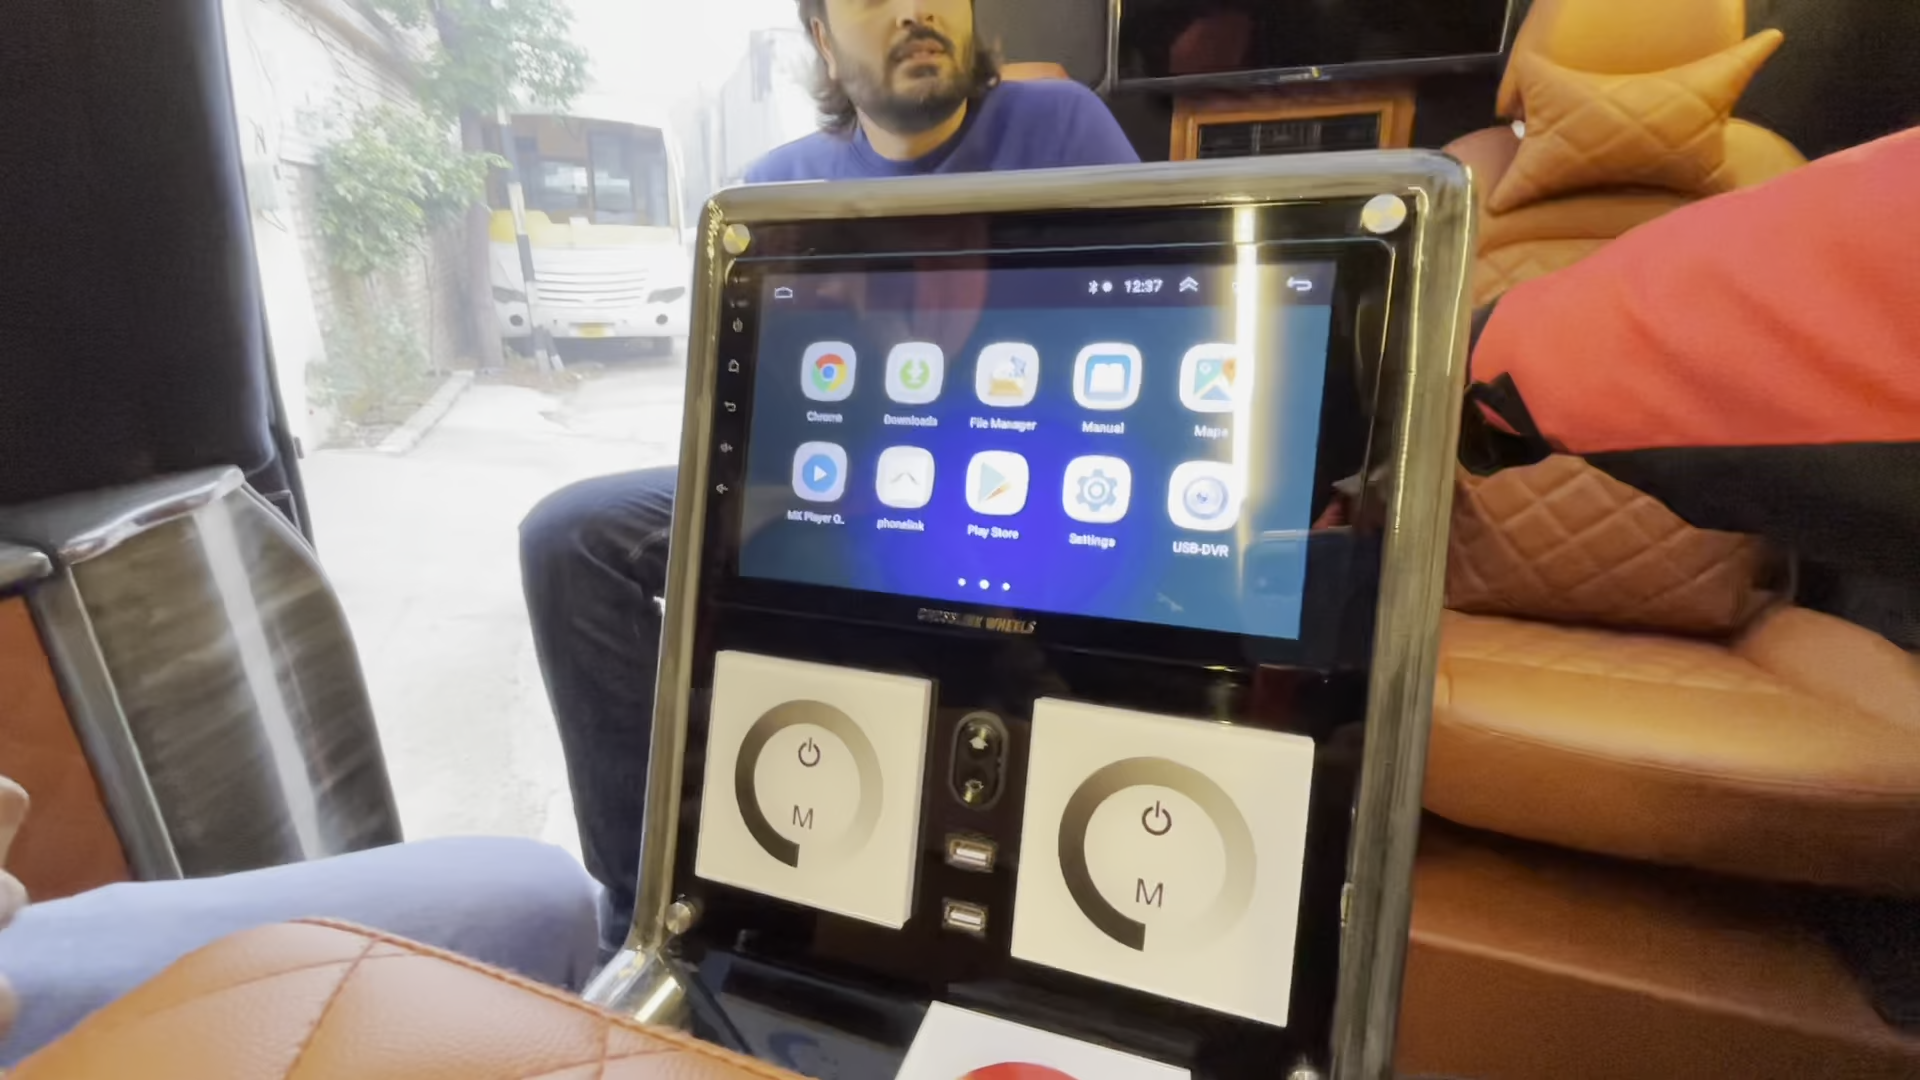 12:37
Chrome Downloads File Manager Manual Maps
MX Player phonelink Play Store Settings USB-DVR
WHEELS
M M